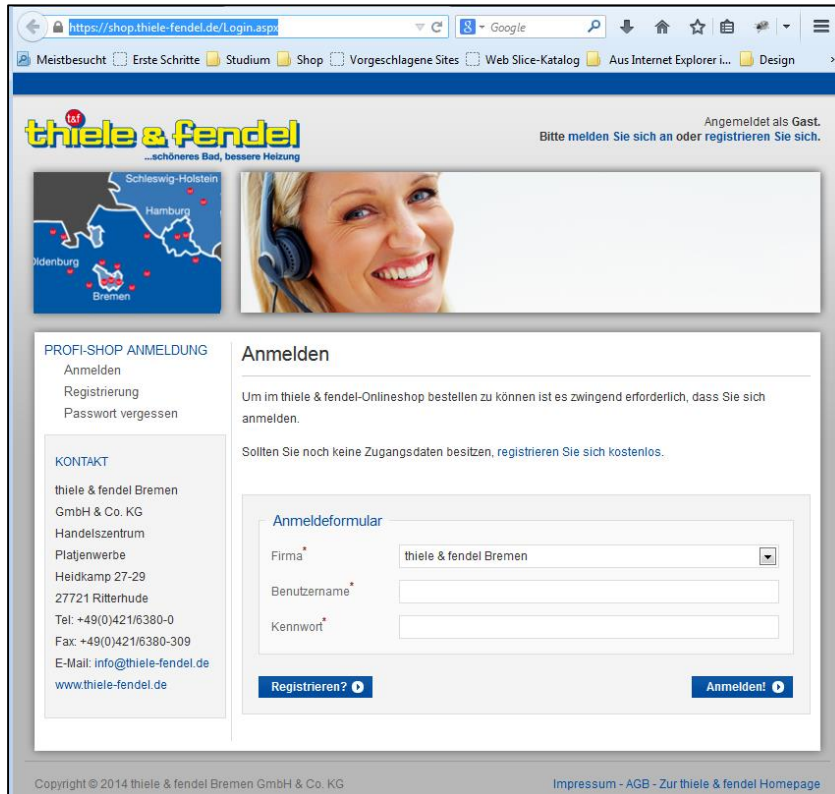 https://shop.thiele-fendel.de/Login.aspx
Google
Meistbesucht Erste Schritte Studium Shop Vorgeschlagene Sites Web Slice-Katalog Aus Internet Explorer i... Design
t&f
thiele & fendel
...schöneres Bad, bessere Heizung
Angemeldet als Gast.
Bitte melden Sie sich an oder registrieren Sie sich.
Schleswig-Holstein
Hamburg
Oldenburg
Bremen
PROFI-SHOP ANMELDUNG
Anmelden
Registrierung
Passwort vergessen
KONTAKT
thiele & fendel Bremen
GmbH & Co. KG
Handelszentrum
Platjenwerbe
Heidkamp 27-29
27721 Ritterhude
Tel: +49(0)421/6380-0
Fax: +49(0)421/6380-309
E-Mail: info@thiele-fendel.de
www.thiele-fendel.de
Anmelden
Um im thiele & fendel-Onlineshop bestellen zu können ist es zwingend erforderlich, dass Sie sich
anmelden.
Sollten Sie noch keine Zugangsdaten besitzen, registrieren Sie sich kostenlos.
Anmeldeformular
Firma* thiele & fendel Bremen
Benutzername*
Kennwort*
Registrieren? Anmelden!
Copyright © 2014 thiele & fendel Bremen GmbH & Co. KG
Impressum - AGB - Zur thiele & fendel Homepage